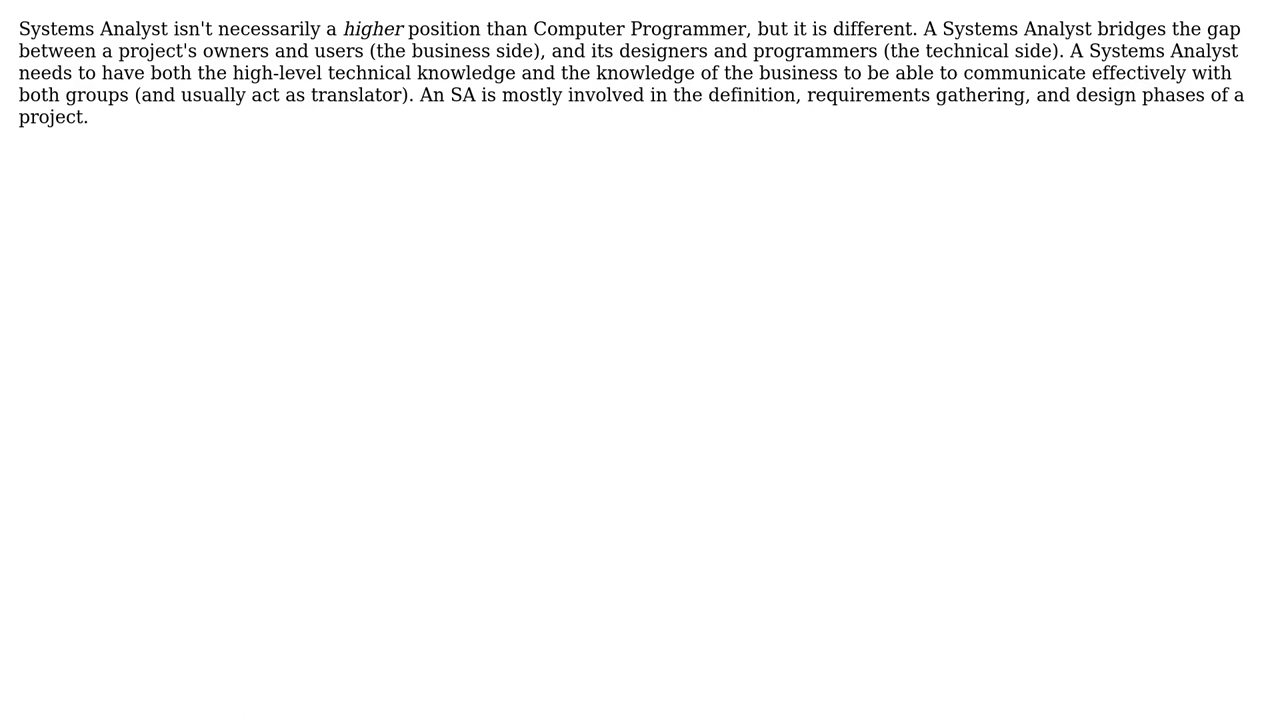 Systems Analyst isn't necessarily a higher position than Computer Programmer, but it is different. A Systems Analyst bridges the gap
between a project's owners and users (the business side), and its designers and programmers (the technical side). A Systems Analyst
needs to have both the high-level technical knowledge and the knowledge of the business to be able to communicate effectively with
both groups (and usually act as translator). An SA is mostly involved in the definition, requirements gathering, and design phases of a
project.